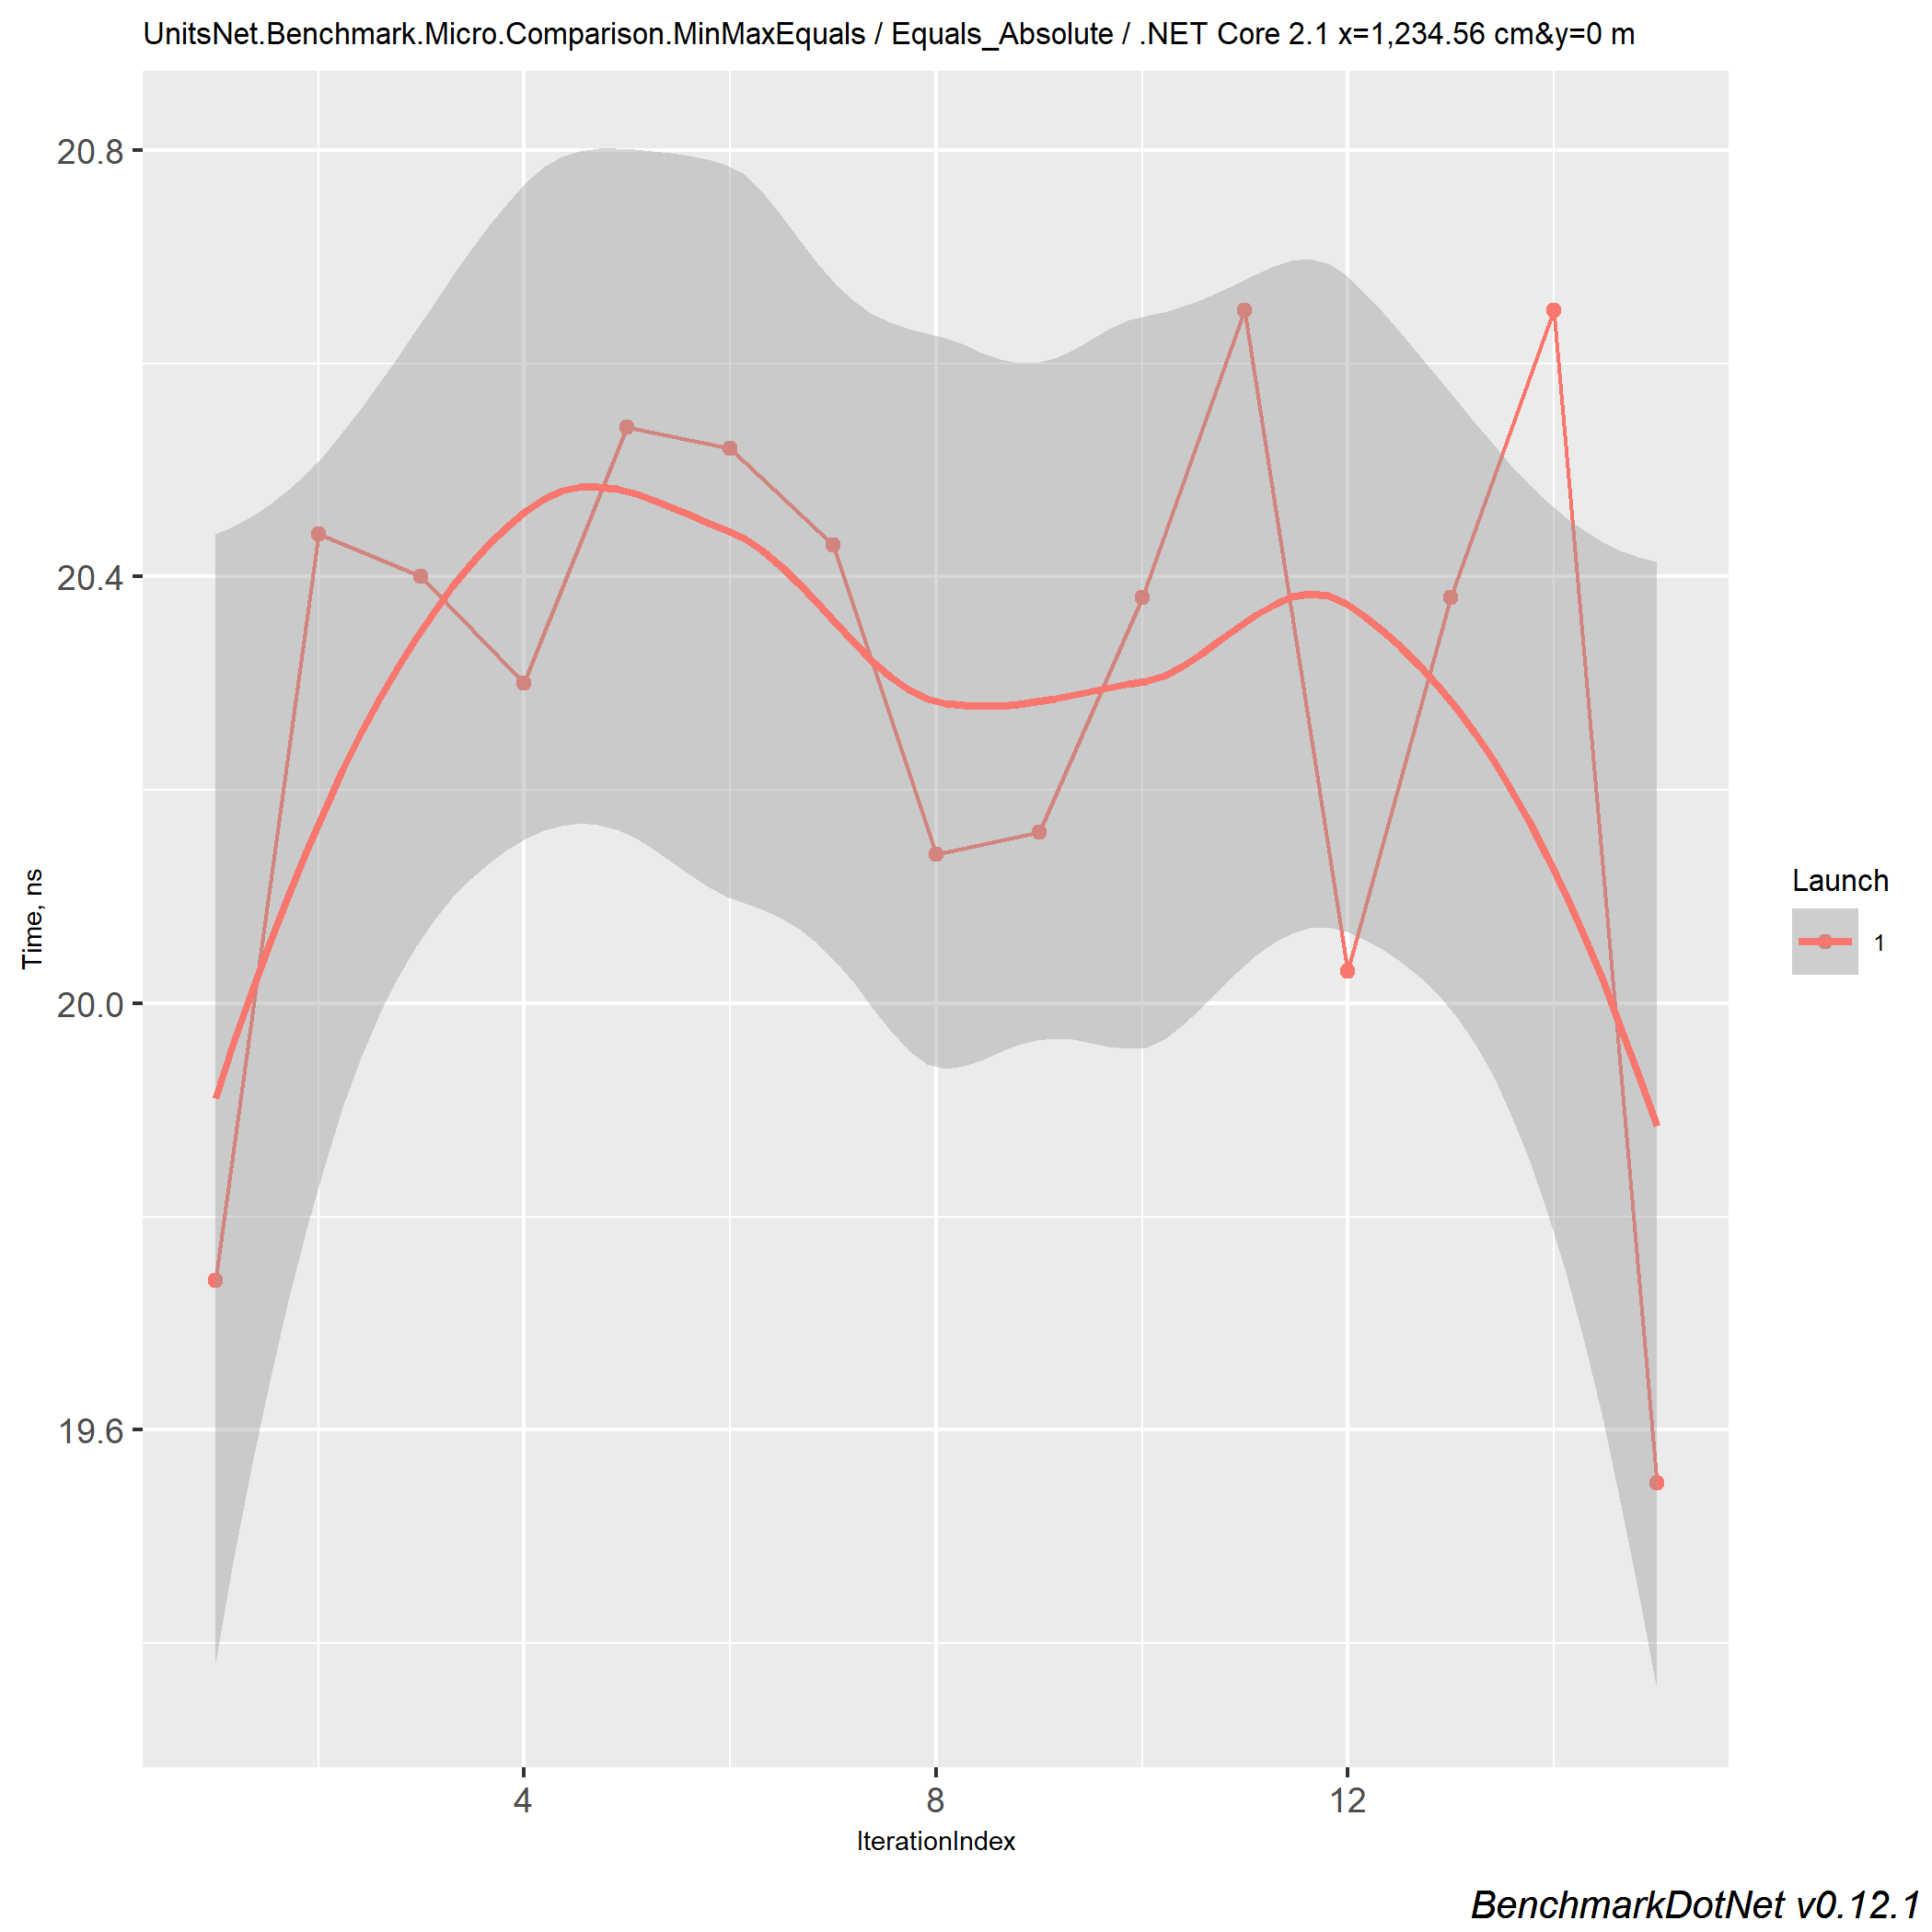 UnitsNet.Benchmark.Micro.Comparison.MinMaxEquals / Equals_Absolute / .NET Core 2.1 x=1,234.56 cm&y=0 m
20.8
20.4
20.0
19.6
Time, ns
4
8
12
IterationIndex
Launch
1
BenchmarkDotNet v0.12.1